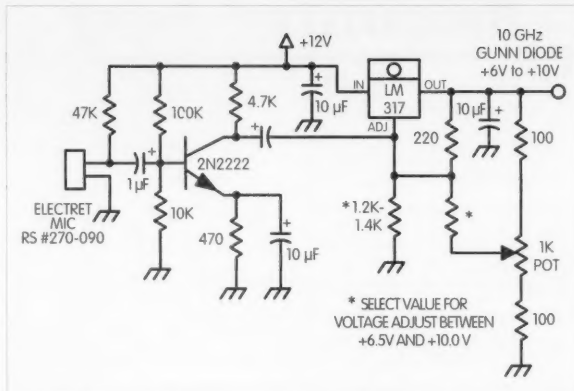 +12V
10 GHz
GUNN DIODE
+6V to +10V
IN
LM
317
OUT
ADJ
47K
100K
4.7K
+
10 µF
10 µF
+
100
220
+
+
1 µF
2N2222
ELECTRET
MIC
RS #270-090
10K
470
+
10 µF
*1.2K-
1.4K
*
1K
POT
100
* SELECT VALUE FOR
VOLTAGE ADJUST BETWEEN
+6.5V AND +10.0 V